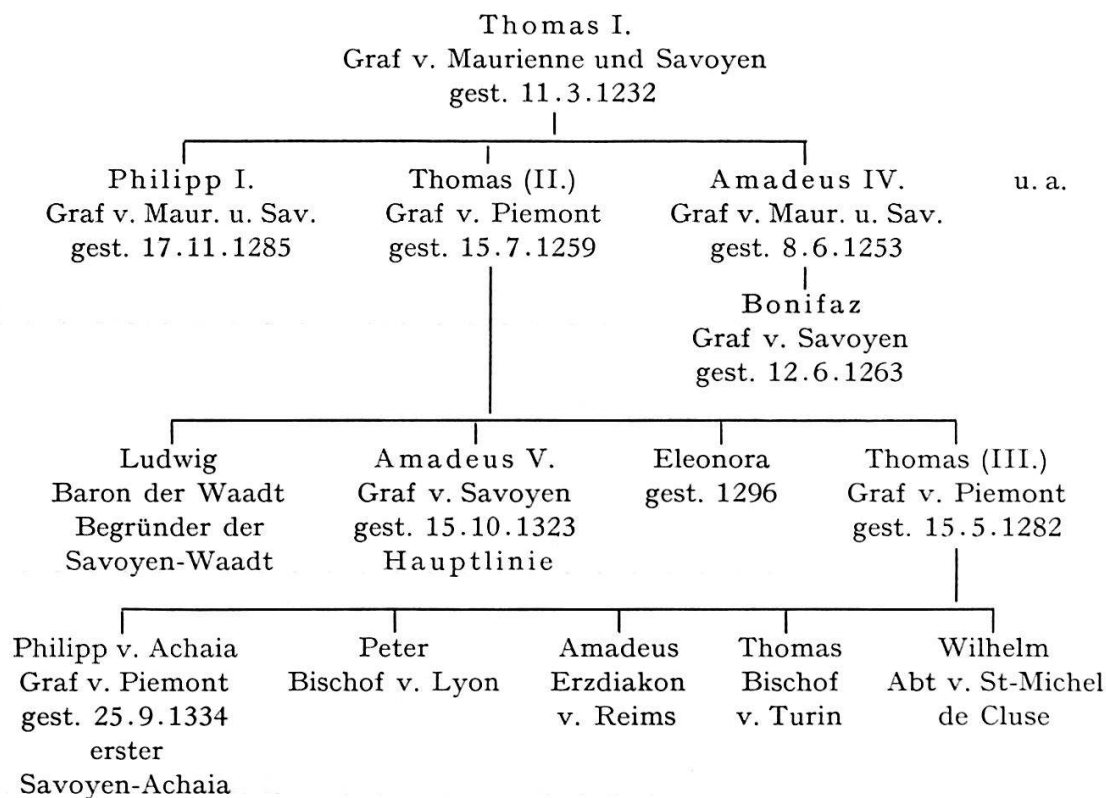 Thomas I.
Graf v. Maurienne und Savoyen
gest. 11.3.1232
Philipp I.
Graf v. Maur. u. Sav.
gest. 17.11.1285
Thomas (II.)
Graf v. Piemont
gest. 15.7.1259
Amadeus IV.
Graf v. Maur. u. Sav.
gest. 8.6.1253
u. a.
Bonifaz
Graf v. Savoyen
gest. 12.6.1263
Ludwig
Baron der Waadt
Begründer der
Savoyen-Waadt
Amadeus V.
Graf v. Savoyen
gest. 15.10.1323
Hauptlinie
Eleonora
gest. 1296
Thomas (III.)
Graf v. Piemont
gest. 15.5.1282
Philipp v. Achaia
Graf v. Piemont
gest. 25.9.1334
erster
Savoyen-Achaia
Peter
Bischof v. Lyon
Amadeus
Erzdiakon
v. Reims
Thomas
Bischof
v. Turin
Wilhelm
Abt v. St-Michel
de Cluse